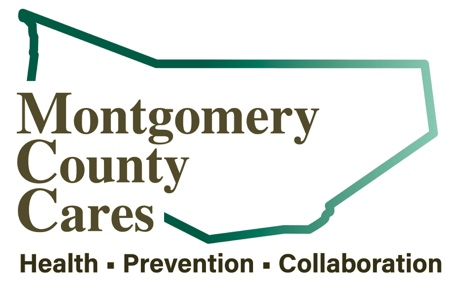 Montgomery
County
Cares
Health ▪ Prevention ▪ Collaboration